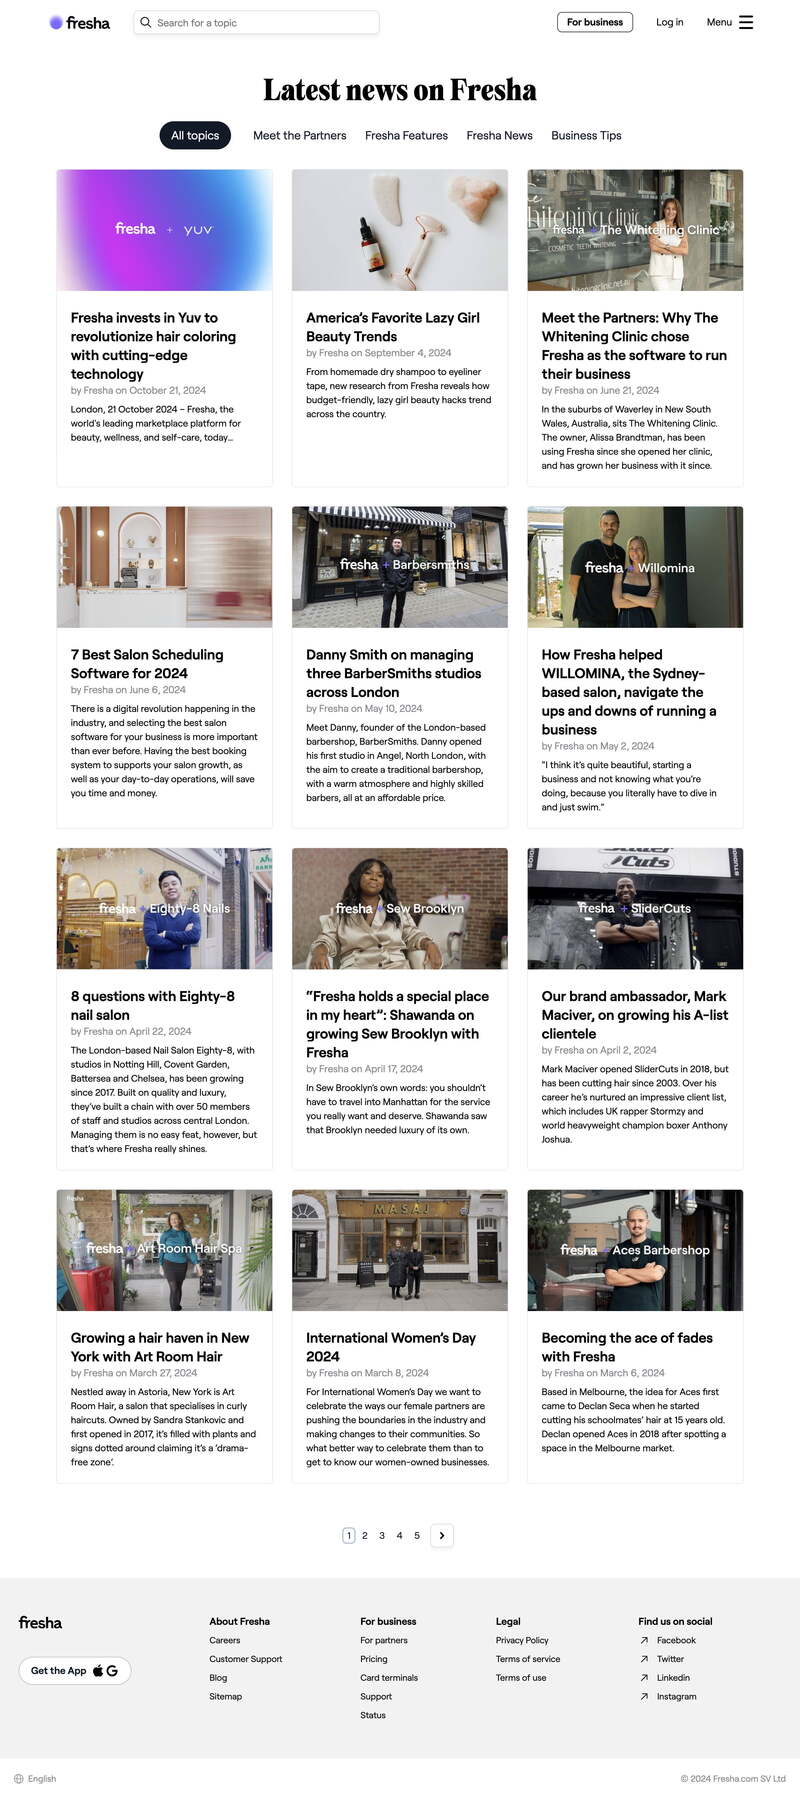 fresha
Search for a topic
For business
Log in
Menu
Latest news on Fresha
All topics
Meet the Partners
Fresha Features
Fresha News
Business Tips
fresha + yuv
Fresha invests in Yuv to
revolutionize hair coloring
with cutting-edge
technology
by Fresha on October 21, 2024
London, 21 October 2024 – Fresha, the
world's leading marketplace platform for
beauty, wellness, and self-care, today…
America's Favorite Lazy Girl
Beauty Trends
by Fresha on September 4, 2024
From homemade dry shampoo to eyeliner
tape, new research from Fresha reveals how
budget-friendly, lazy girl beauty hacks trend
across the country.
whitening clinic
COSMETIC TEETH WHITENING
fresha + The Whitening Clinic
Meet the Partners: Why The
Whitening Clinic chose
Fresha as the software to run
their business
by Fresha on June 21, 2024
In the suburbs of Waverley in New South
Wales, Australia, sits The Whitening Clinic.
The owner, Alissa Brandtman, has been
using Fresha since she opened her clinic,
and has grown her business with it since.
7 Best Salon Scheduling
Software for 2024
by Fresha on June 6, 2024
There is a digital revolution happening in the
industry, and selecting the best salon
software for your business is more important
than ever before. Having the best booking
system to supports your salon growth, as
well as your day-to-day operations, will save
you time and money.
fresha + Barbersmiths
Danny Smith on managing
three BarberSmiths studios
across London
by Fresha on May 10, 2024
Meet Danny, founder of the London-based
barbershop, BarberSmiths. Danny opened
his first studio in Angel, North London, with
the aim to create a traditional barbershop,
with a warm atmosphere and highly skilled
barbers, all at an affordable price.
fresha + Willomina
How Fresha helped
WILLOMINA, the Sydney-
based salon, navigate the
ups and downs of running a
business
by Fresha on May 2, 2024
"I think it's quite beautiful, starting a
business and not knowing what you're
doing, because you literally have to dive in
and just swim."
fresha + Eighty-8 Nails
8 questions with Eighty-8
nail salon
by Fresha on April 22, 2024
The London-based Nail Salon Eighty-8, with
studios in Notting Hill, Covent Garden,
Battersea and Chelsea, has been growing
since 2017. Built on quality and luxury,
they've built a chain with over 50 members
of staff and studios across central London.
Managing them is no easy feat, however, but
that's where Fresha really shines.
fresha + Sew Brooklyn
"Fresha holds a special place
in my heart": Shawanda on
growing Sew Brooklyn with
Fresha
by Fresha on April 17, 2024
In Sew Brooklyn's own words: you shouldn't
have to travel into Manhattan for the service
you really want and deserve. Shawanda saw
that Brooklyn needed luxury of its own.
Slider
Cuts
STUDIOS
fresha + SliderCuts
Our brand ambassador, Mark
Maciver, on growing his A-list
clientele
by Fresha on April 2, 2024
Mark Maciver opened SliderCuts in 2018, but
has been cutting hair since 2003. Over his
career he's nurtured an impressive client list,
which includes UK rapper Stormzy and
world heavyweight champion boxer Anthony
Joshua.
fresha
fresha + Art Room Hair Spa
Growing a hair haven in New
York with Art Room Hair
by Fresha on March 27, 2024
Nestled away in Astoria, New York is Art
Room Hair, a salon that specialises in curly
haircuts. Owned by Sandra Stankovic and
first opened in 2017, it's filled with plants and
signs dotted around claiming it's a 'drama-
free zone'.
MASAJ
International Women's Day
2024
by Fresha on March 8, 2024
For International Women's Day we want to
celebrate the ways our female partners are
pushing the boundaries in the industry and
making changes to their communities. So
what better way to celebrate them than to
get to know our women-owned businesses.
fresha + Aces Barbershop
Becoming the ace of fades
with Fresha
by Fresha on March 6, 2024
Based in Melbourne, the idea for Aces first
came to Declan Seca when he started
cutting his schoolmates' hair at 15 years old.
Declan opened Aces in 2018 after spotting a
space in the Melbourne market.
1 2 3 4 5
fresha
Get the App
About Fresha
Careers
Customer Support
Blog
Sitemap
For business
For partners
Pricing
Card terminals
Support
Status
Legal
Privacy Policy
Terms of service
Terms of use
Find us on social
Facebook
Twitter
Linkedin
Instagram
English
© 2024 Fresha.com SV Ltd